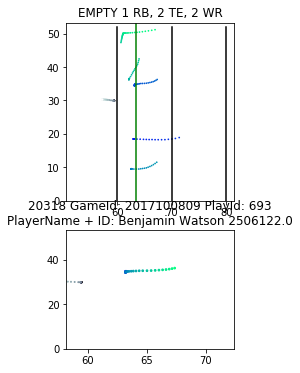 EMPTY 1 RB, 2 TE, 2 WR
50
40
30
20
10
0
60 70 80
20318 GameId: 2017100809 PlayId: 693
PlayerName + ID: Benjamin Watson 2506122.0
40
20
0
60 65 70